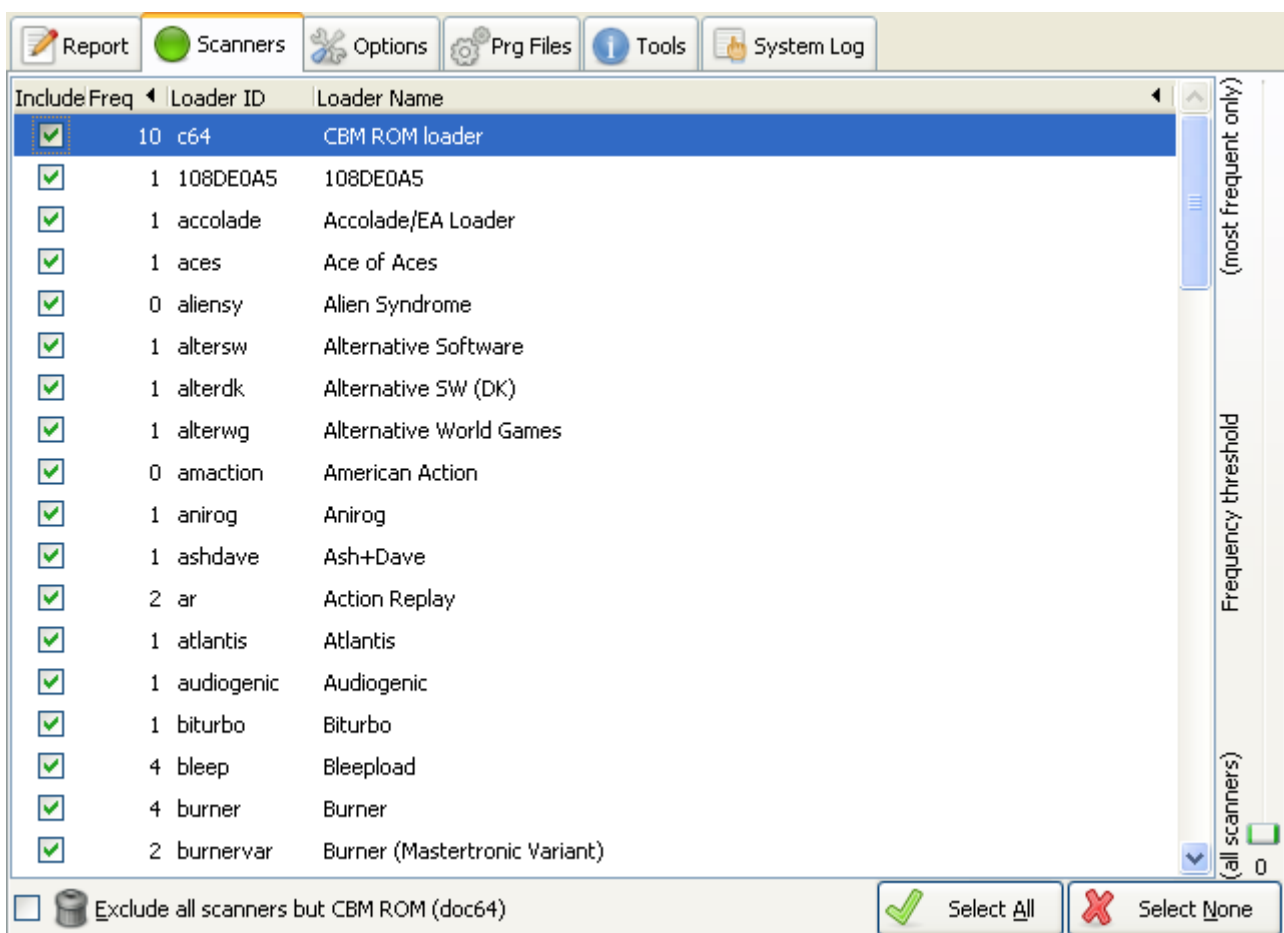 Report Scanners Options Prg Files Tools System Log
Include Freq Loader ID Loader Name
10 c64 CBM ROM loader
1 108DE0A5 108DE0A5
1 accolade Accolade/EA Loader
1 aces Ace of Aces
0 aliensy Alien Syndrome
1 altersw Alternative Software
1 alterdk Alternative SW (DK)
1 alterwg Alternative World Games
0 amaction American Action
1 anirog Anirog
1 ashdave Ash+Dave
2 ar Action Replay
1 atlantis Atlantis
1 audiogenic Audiogenic
1 biturbo Biturbo
4 bleep Bleepload
4 burner Burner
2 burnervar Burner (Mastertronic Variant)
(most frequent only)
Frequency threshold
(all scanners)
0
Exclude all scanners but CBM ROM (doc64) Select All Select None